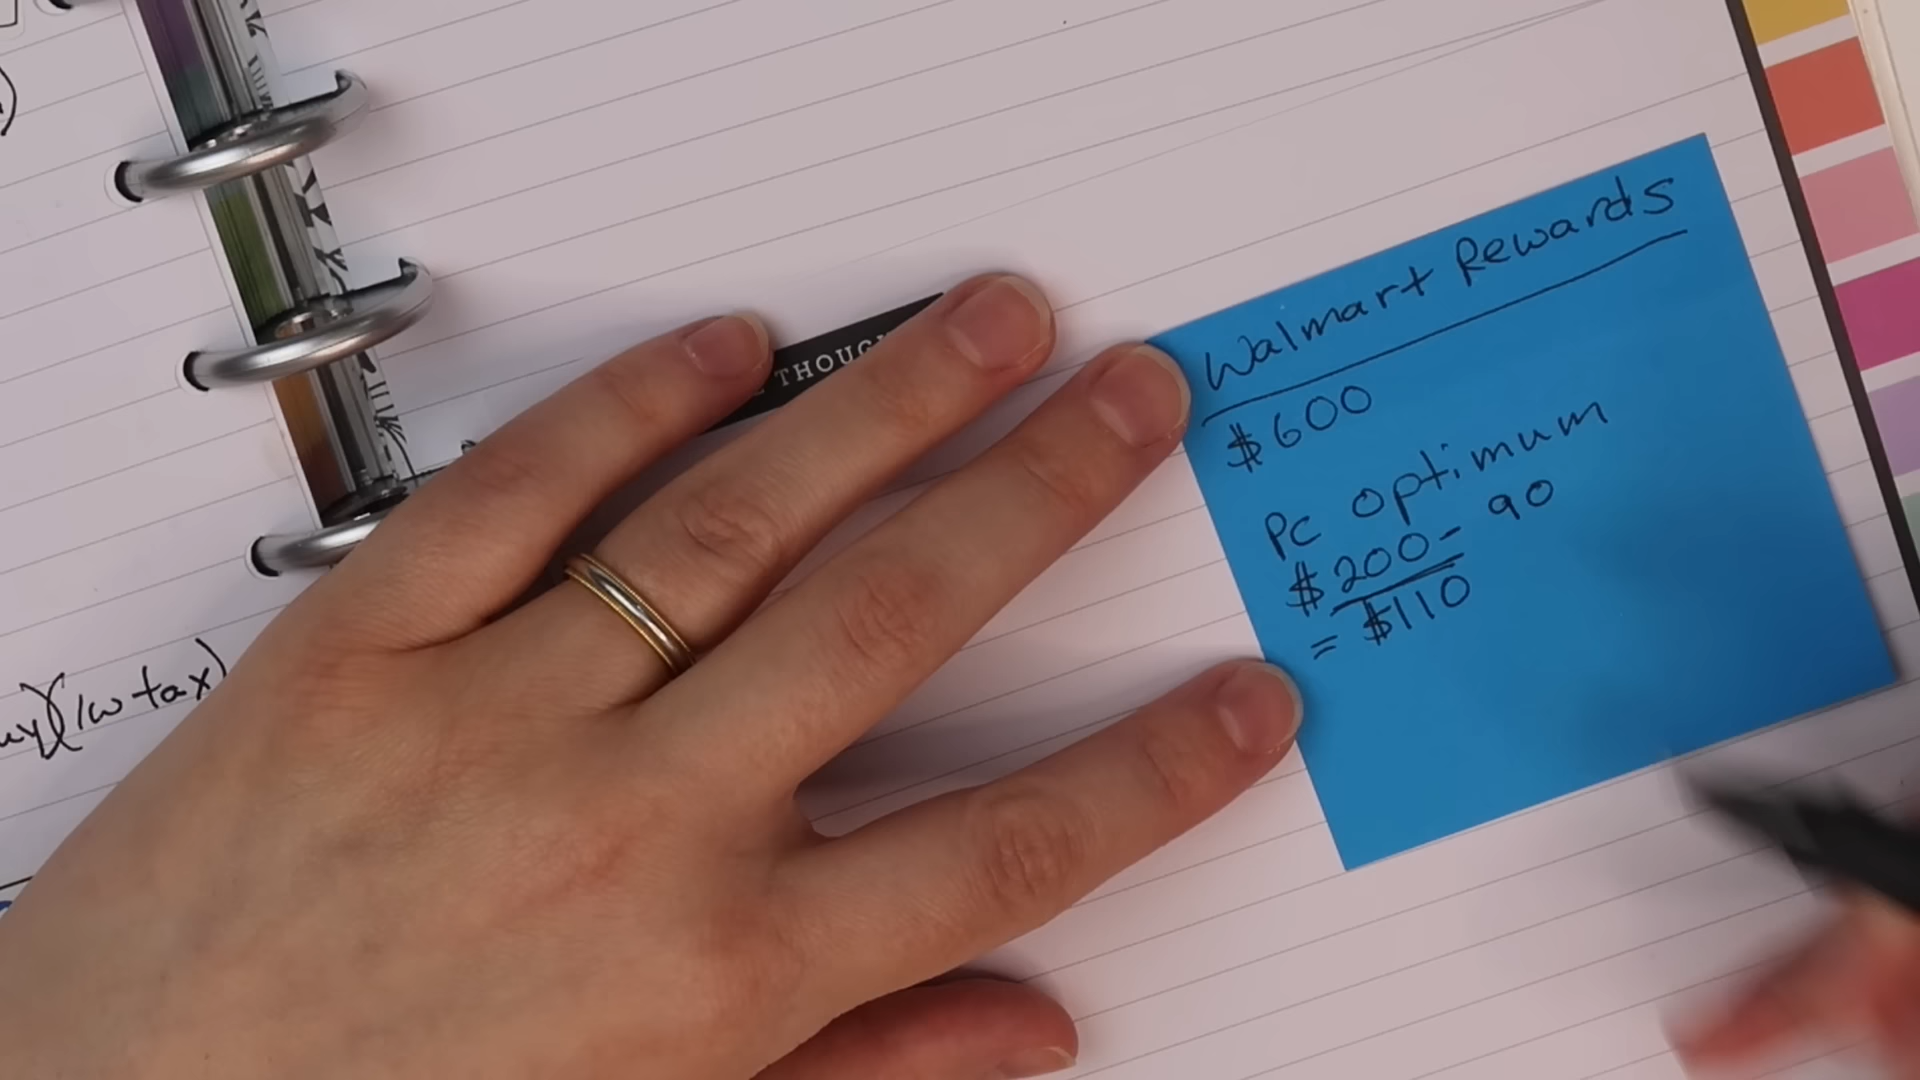 /w tax)
THOUG
Walmart Rewards
$600
PC optimum
$200- 90
= $110